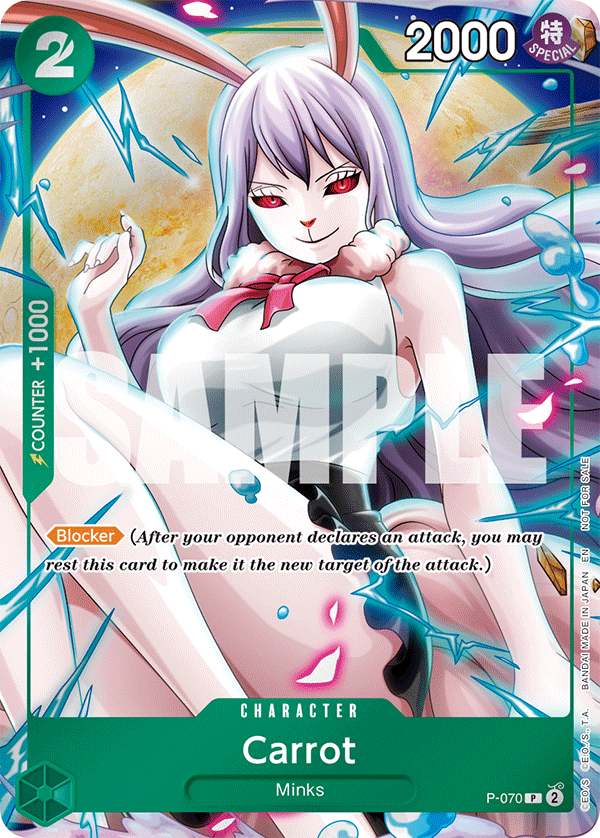 2
2000
特
SPECIAL
COUNTER +1000
SAMPLE
Blocker (After your opponent declares an attack, you may
rest this card to make it the new target of the attack.)
CHARACTER
Carrot
Minks
P-070 P 2
©EO/S ©E.O./S., T.A. BANDAI MADE IN JAPAN EN NOT FOR SALE